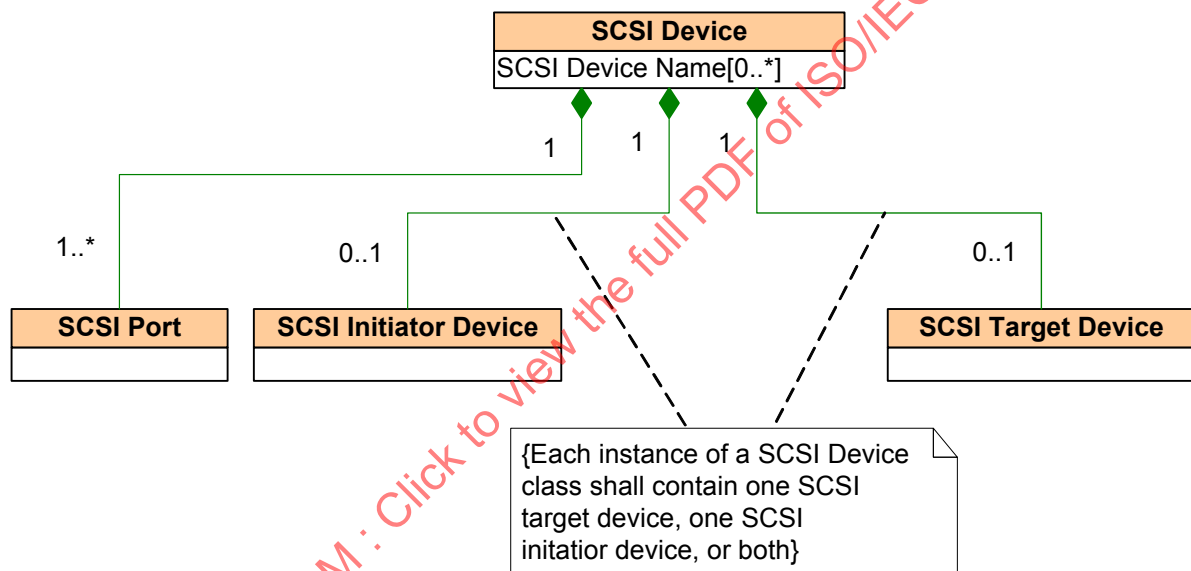 SCSI Device
SCSI Device Name[0..*]
1
1
1
1..*
0..1
0..1
SCSI Port
SCSI Initiator Device
SCSI Target Device
{Each instance of a SCSI Device
class shall contain one SCSI
target device, one SCSI
initatior device, or both}
M : Click to view the full PDF of ISO/IEC